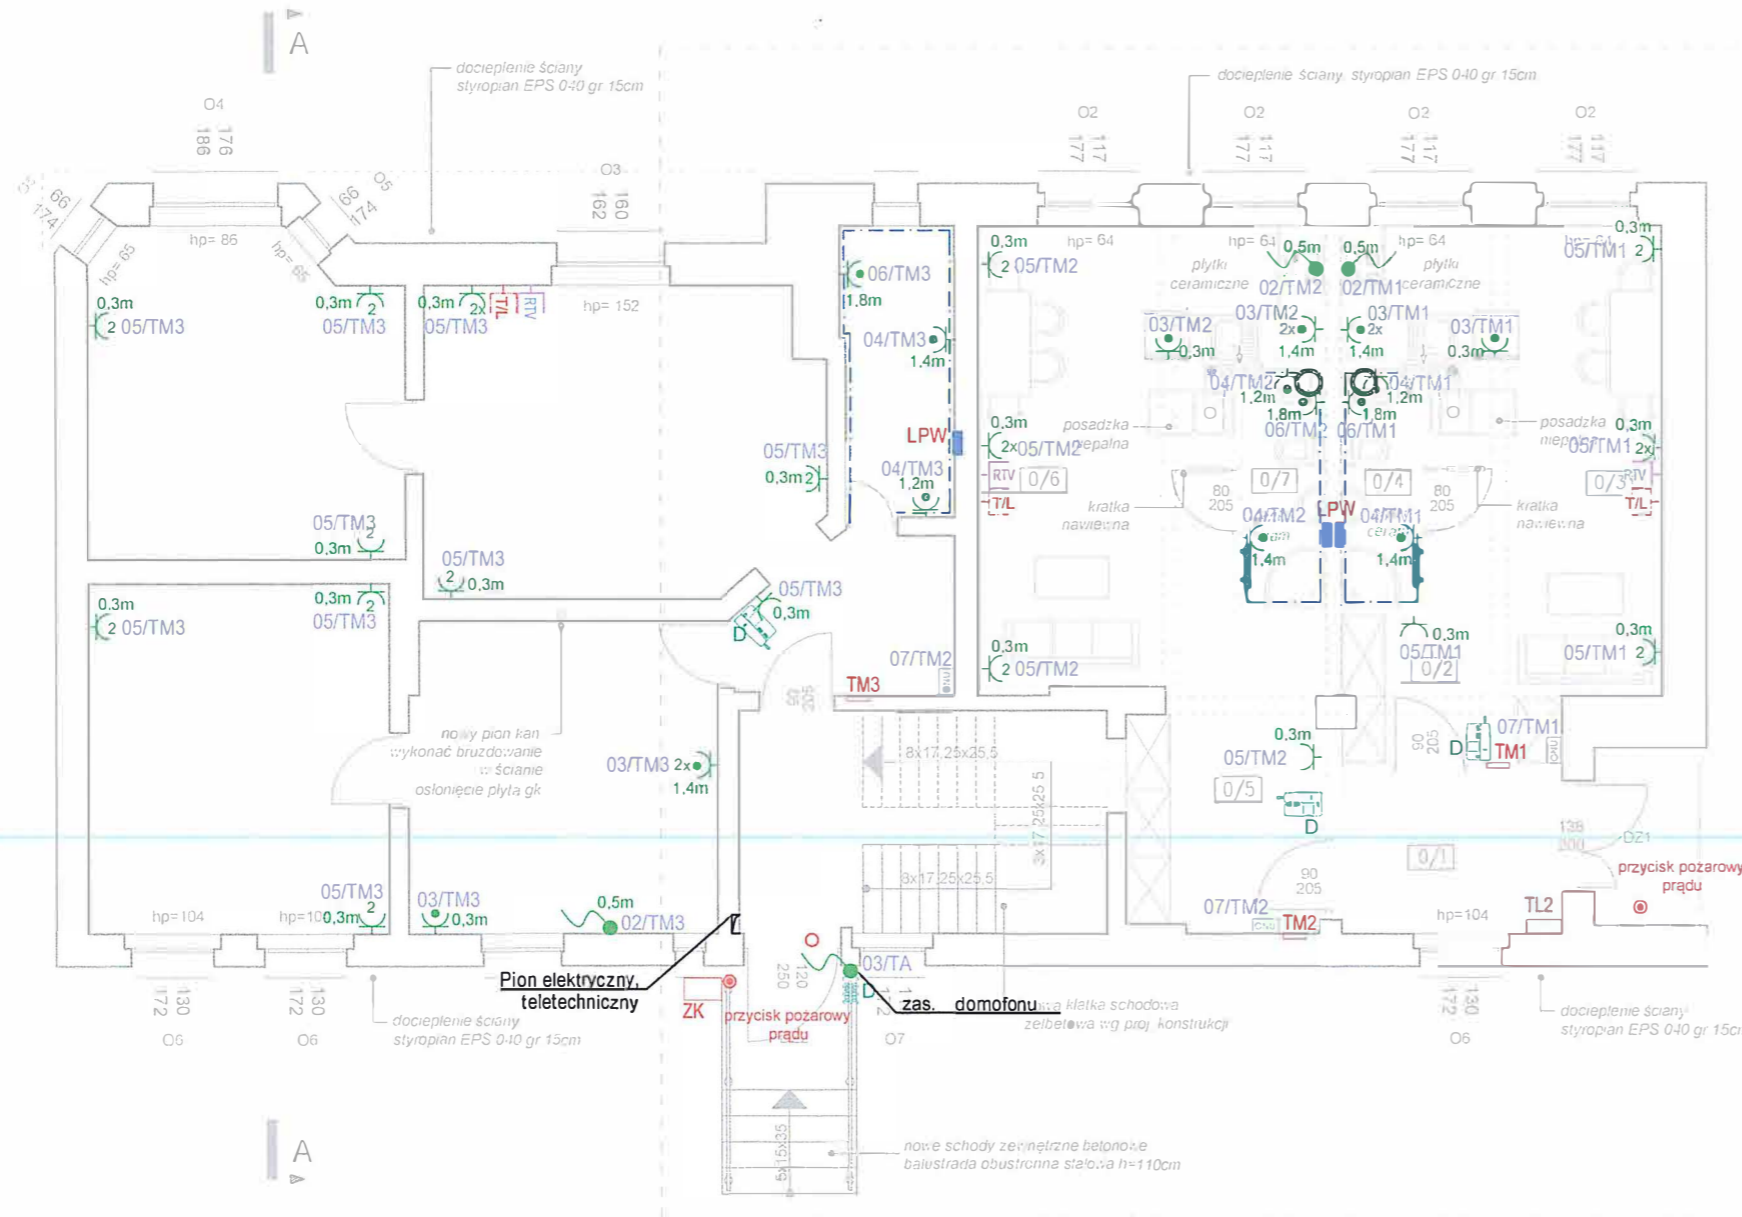 A
docieplenie ściany
styropian EPS 040 gr 15cm
docieplenie ściany, styropian EPS 040 gr 15cm
O4
186
176
O3
162
160
O2
177
117
O2
177
117
O2
177
117
O2
177
117
O5
66
174
66
174
O5
hp= 65
hp= 86
hp= 65
hp= 152
hp= 64
hp= 64
0,3m
2 05/TM3
0,3m
2
05/TM3
0,3m
2x
05/TM3
T/L
RTV
06/TM3
1,8m
04/TM3
1,4m
LPW
04/TM3
1,2m
05/TM3
0,3m 2
0,3m
2 05/TM2
płytki
ceramiczne
0,5m
0,5m
02/TM2
02/TM1
płytki
ceramiczne
0,3m
05/TM1
2
03/TM2
0,3m
03/TM2
2x
1,4m
03/TM1
2x
1,4m
03/TM1
0,3m
04/TM2
1,2m
1,8m
04/TM1
1,2m
1,8m
06/TM1
posadzka
niepalna
posadzka
0,3m
2x 05/TM2
RTV
T/L
0/6
0/7
0/4
0,3m
05/TM1 2x
RTV
T/L
80
205
80
205
kratka
nawiewna
kratka
nawiewna
04/TM2
1,4m
04/TM1
1,4m
05/TM3
2
0,3m
05/TM3
2 0,3m
05/TM3
0,3m
D
0,3m
2 05/TM3
0,3m
2
05/TM3
07/TM2
ONU
TM3
90
205
0,3m
2 05/TM2
0,3m
05/TM1
0/2
0,3m
05/TM1 2
nowy pion kan
wykonać bruzdowanie
w ścianie
osłonięcie płytą gk
03/TM3 2x
1,4m
8x17,25x25,5
3x17,25x25,5
8x17,25x25,5
0,3m
05/TM2
0/5
D
90
205
D
07/TM1
TM1
ONU
0/1
DZ1
przycisk pożarowy
prądu
hp=104
05/TM3
2
0,3m
03/TM3
0,3m
0,5m
02/TM3
90
205
07/TM2
ONU
TM2
hp=104
TL2
Pion elektryczny,
teletechniczny
ZK
przycisk pożarowy
prądu
120
250
03/TA
D
zas. domofonu
klatka schodowa
żelbetowa wg proj. konstrukcji
O7
172
130
O6
172
130
O6
docieplenie ściany
styropian EPS 040 gr 15cm
172
130
O6
docieplenie ściany
A
5x15x35
nowe schody zewnętrzne betonowe
balustrada obustronna stalowa h=110cm